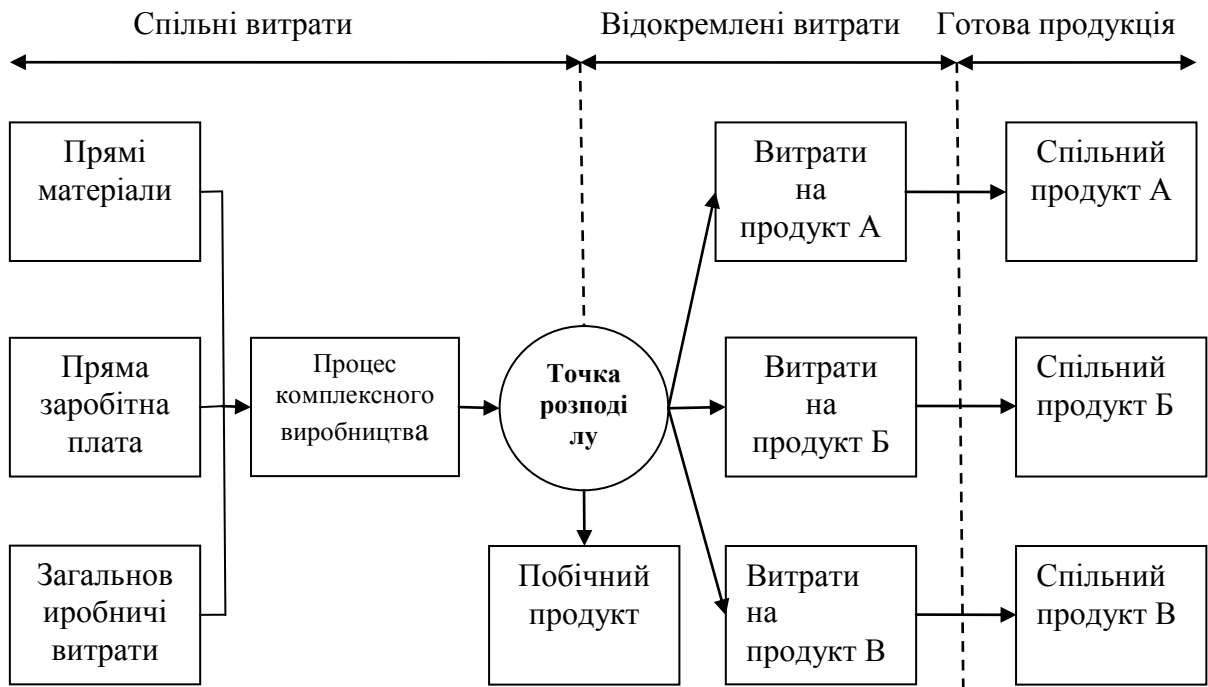 Спільні витрати
Відокремлені витрати
Готова продукція
Прямі
матеріали
Витрати
на
продукт А
Спільний
продукт А
Пряма
заробітна
плата
Процес
комплексного
виробництва
Точка
розподі
лу
Витрати
на
продукт Б
Спільний
продукт Б
Загальнов
иробничі
витрати
Побічний
продукт
Витрати
на
продукт В
Спільний
продукт В